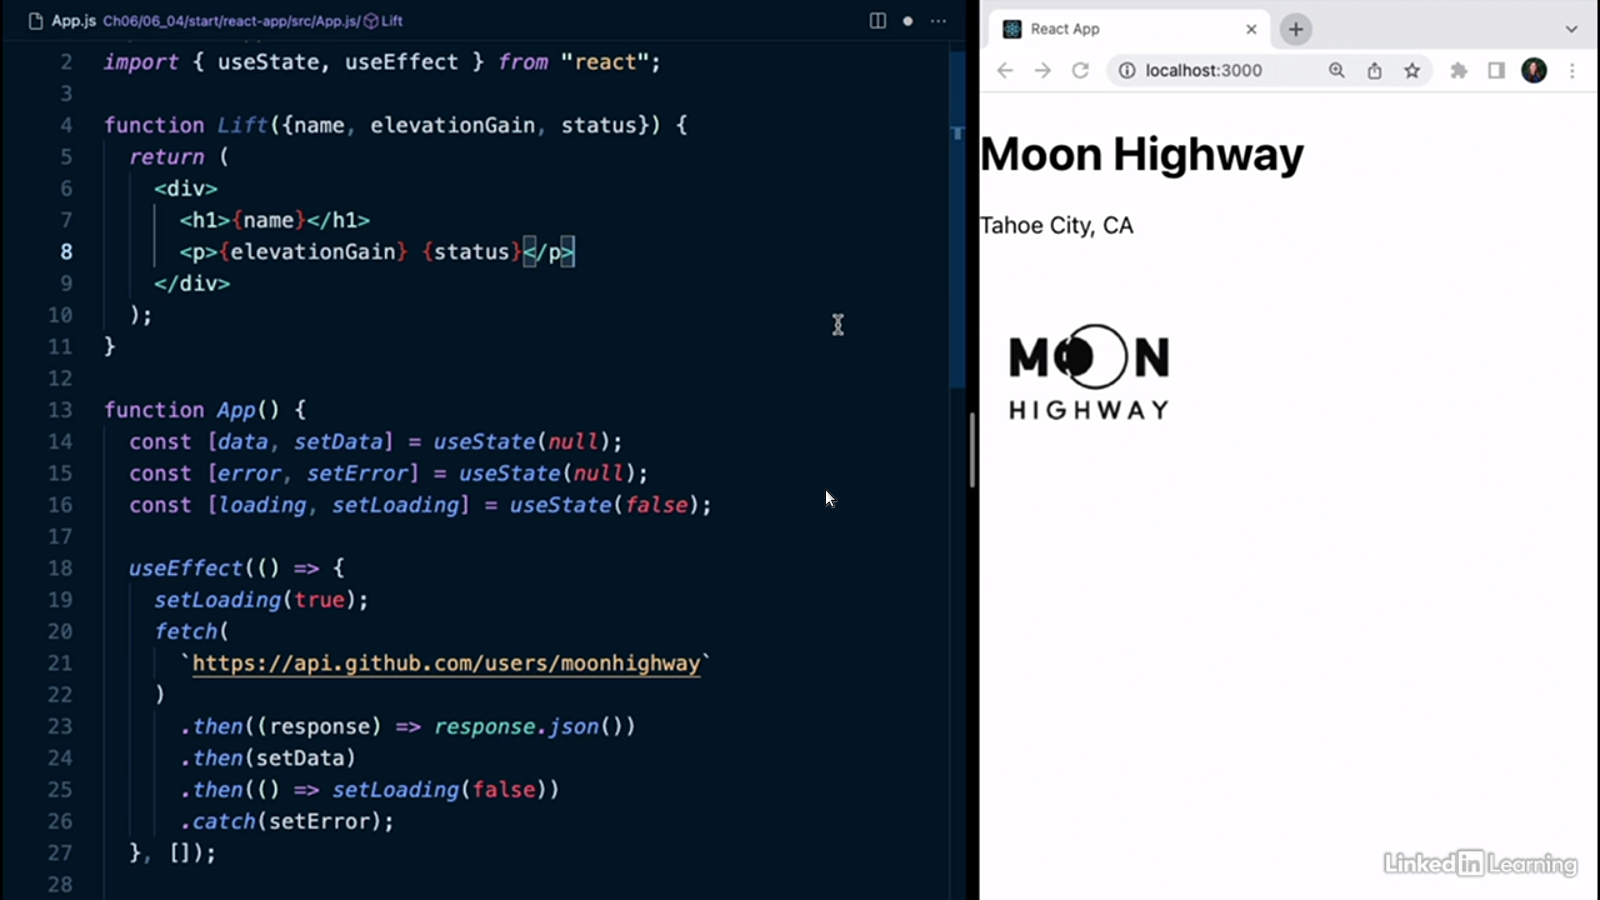 App.js Ch06/06_04/start/react-app/src/App.js/ Lift
2 import { useState, useEffect } from "react";
3
4 function Lift({name, elevationGain, status}) {
5 return (
6 <div>
7 <h1>{name}</h1>
8 <p>{elevationGain} {status}</p>
9 </div>
10 );
11 }
12
13 function App() {
14 const [data, setData] = useState(null);
15 const [error, setError] = useState(null);
16 const [loading, setLoading] = useState(false);
17
18 useEffect(() => {
19 setLoading(true);
20 fetch(
21 `https://api.github.com/users/moonhighway`
22 )
23 .then((response) => response.json())
24 .then(setData)
25 .then(() => setLoading(false))
26 .catch(setError);
27 }, []);
28
React App
localhost:3000
Moon Highway
Tahoe City, CA
MOON
HIGHWAY
Linked in Learning